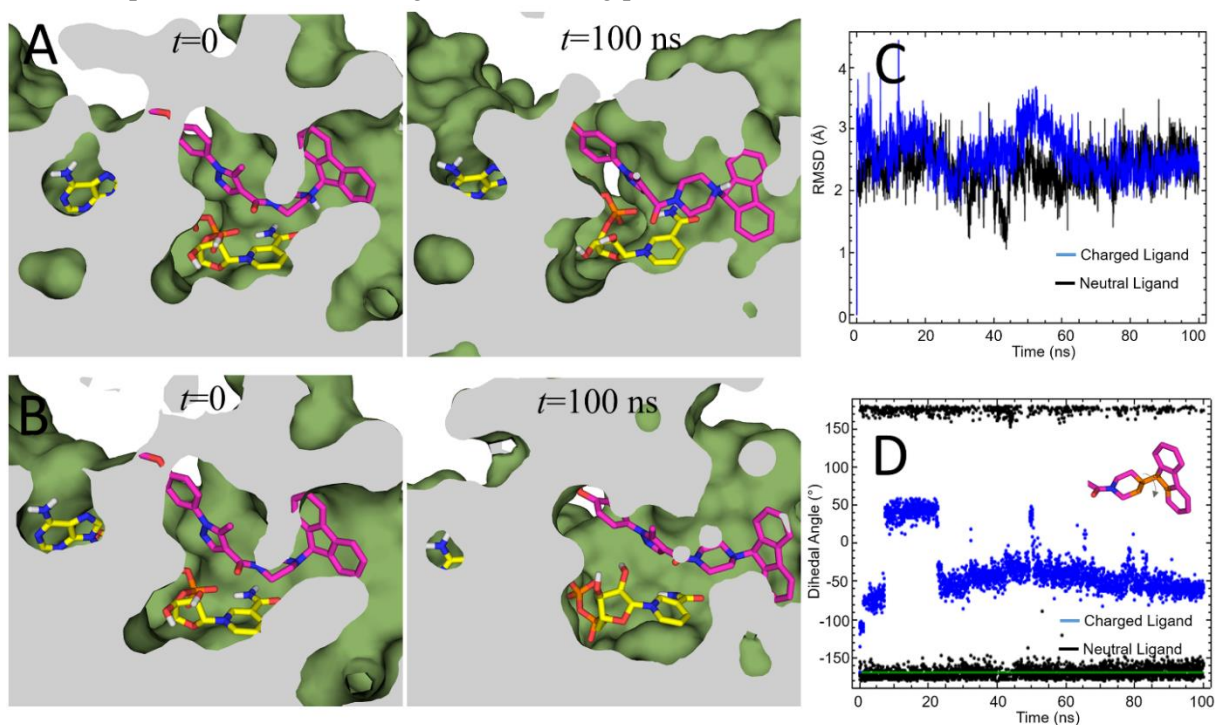 A
t=0
t=100 ns
C
RMSD (Å)
4
3
2
1
0
Charged Ligand
Neutral Ligand
0 20 40 60 80 100
Time (ns)
B
t=0
t=100 ns
D
Dihedal Angle (°)
150
100
50
0
-50
-100
-150
Charged Ligand
Neutral Ligand
0 20 40 60 80 100
Time (ns)